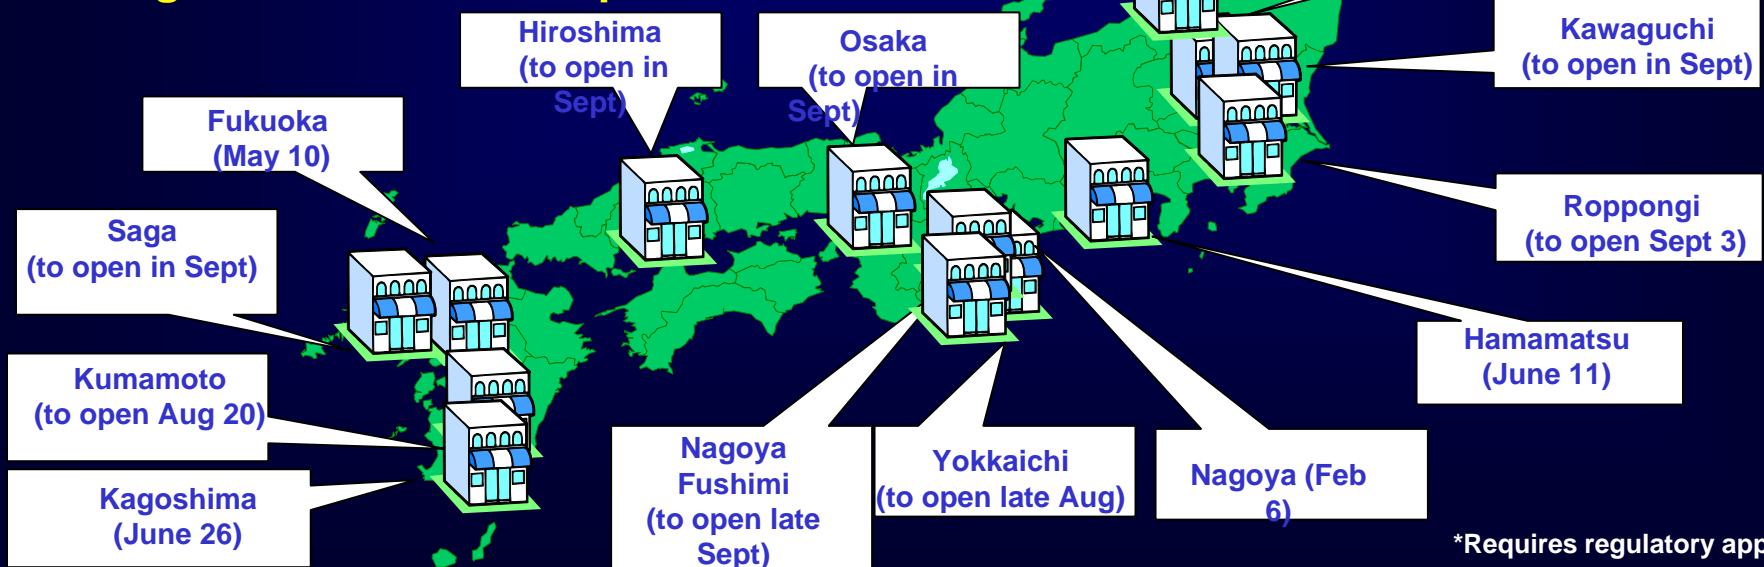 Hiroshima
(to open in
Sept)
Osaka
(to open in
Sept)
Kawaguchi
(to open in Sept)
Fukuoka
(May 10)
Roppongi
(to open Sept 3)
Saga
(to open in Sept)
Hamamatsu
(June 11)
Kumamoto
(to open Aug 20)
Nagoya
Fushimi
(to open late
Sept)
Yokkaichi
(to open late Aug)
Nagoya (Feb
6)
Kagoshima
(June 26)
*Requires regulatory app